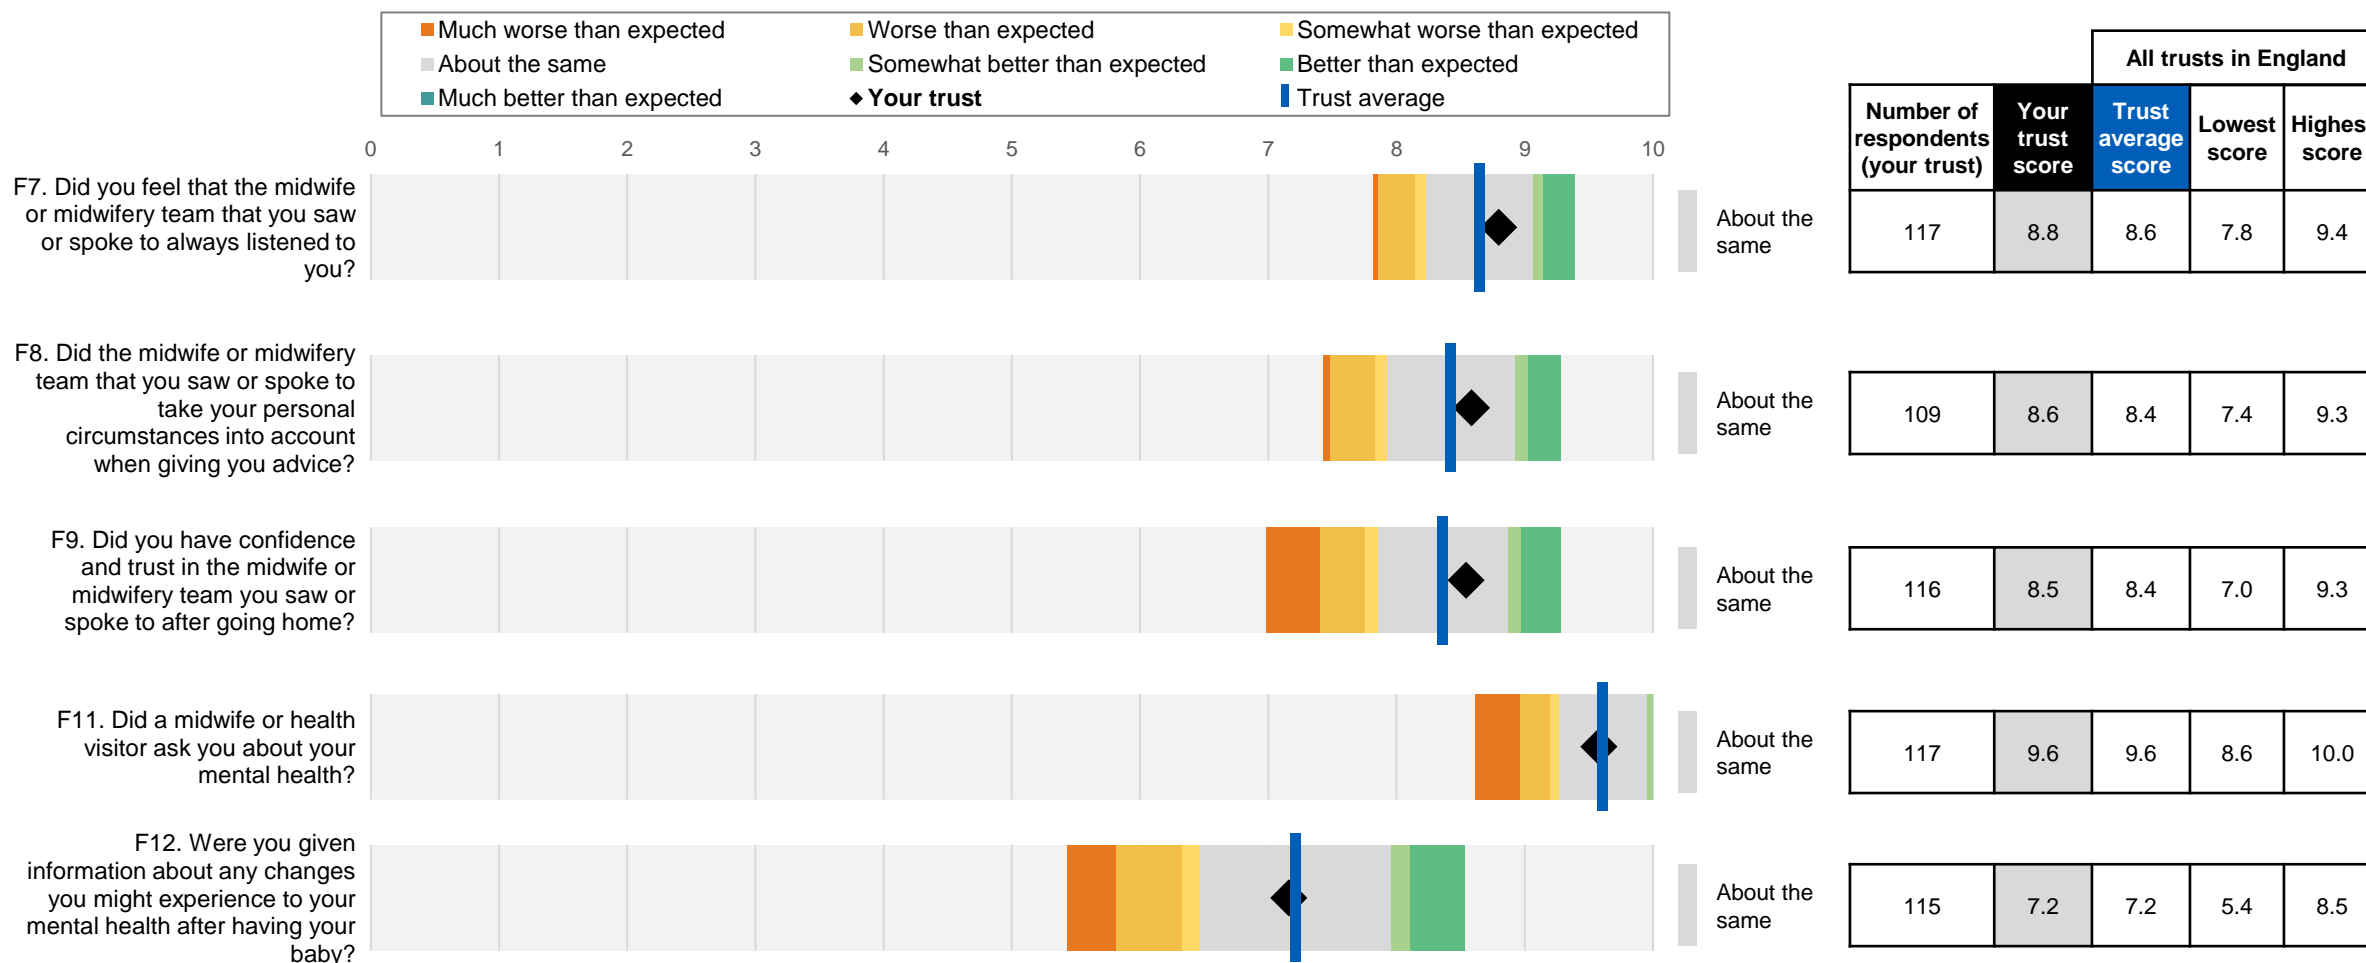 Much worse than expected
Worse than expected
Somewhat worse than expected
About the same
Somewhat better than expected
Better than expected
Much better than expected
Your trust
Trust average
All trusts in England
Number of
respondents
(your trust)
Your
trust
score
Trust
average
score
Lowest
score
Highes
score
0 1 2 3 4 5 6 7 8 9 10
F7. Did you feel that the midwife
or midwifery team that you saw
or spoke to always listened to
you?
About the
same
117 8.8 8.6 7.8 9.4
F8. Did the midwife or midwifery
team that you saw or spoke to
take your personal
circumstances into account
when giving you advice?
About the
same
109 8.6 8.4 7.4 9.3
F9. Did you have confidence
and trust in the midwife or
midwifery team you saw or
spoke to after going home?
About the
same
116 8.5 8.4 7.0 9.3
F11. Did a midwife or health
visitor ask you about your
mental health?
About the
same
117 9.6 9.6 8.6 10.0
F12. Were you given
information about any changes
you might experience to your
mental health after having your
baby?
About the
same
115 7.2 7.2 5.4 8.5